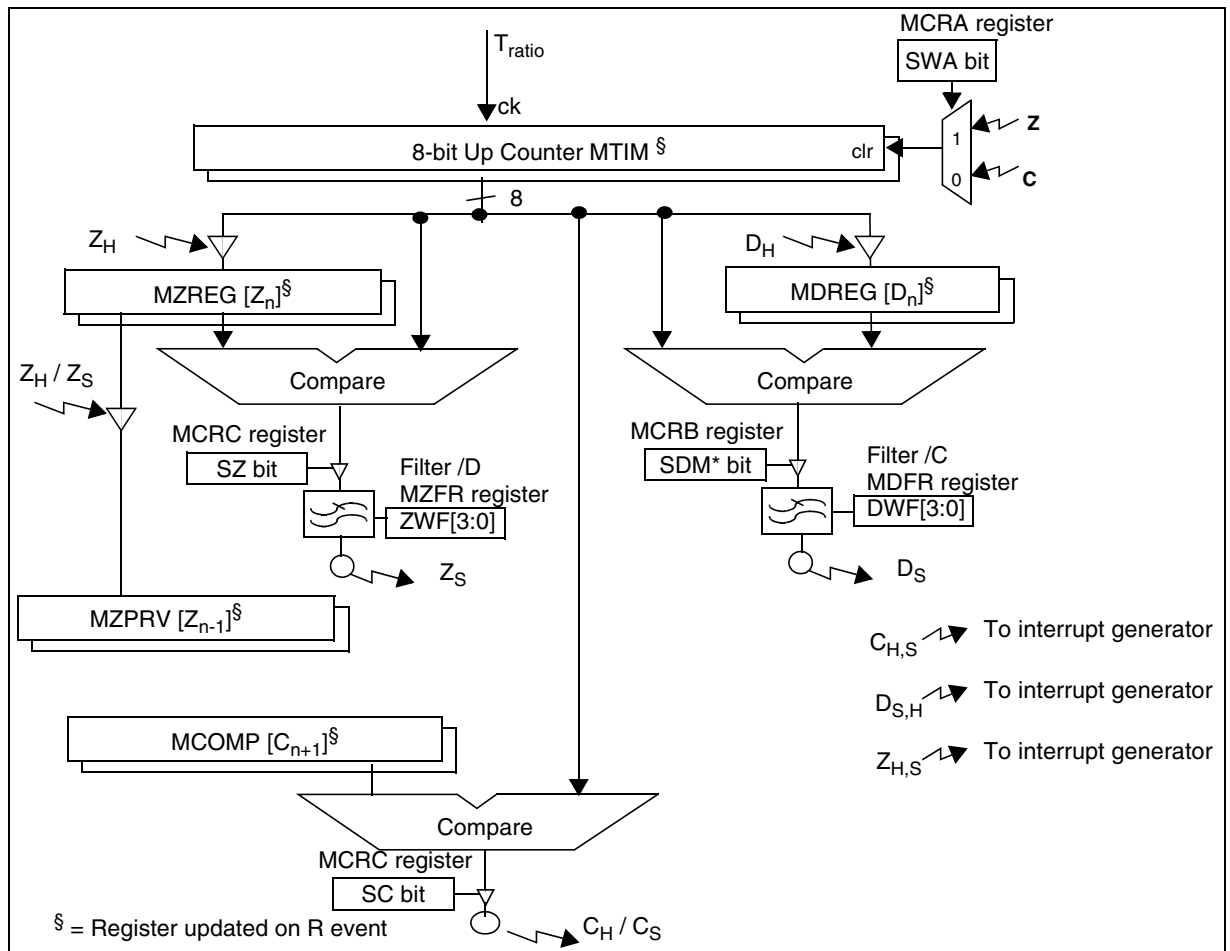 MCRA register
SWA bit
T_ratio
ck
8-bit Up Counter MTIM §
clr
1
0
Z
C
8
Z_H
D_H
MZREG [Z_n]§
MDREG [D_n]§
Compare
Compare
Z_H / Z_S
MCRC register
SZ bit
Filter /D
MZFR register
ZWF[3:0]
MCRB register
SDM* bit
Filter /C
MDFR register
DWF[3:0]
Z_S
D_S
MZPRV [Z_n-1]§
C_H,S To interrupt generator
D_S,H To interrupt generator
Z_H,S To interrupt generator
MCOMP [C_n+1]§
Compare
MCRC register
SC bit
C_H / C_S
§ = Register updated on R event